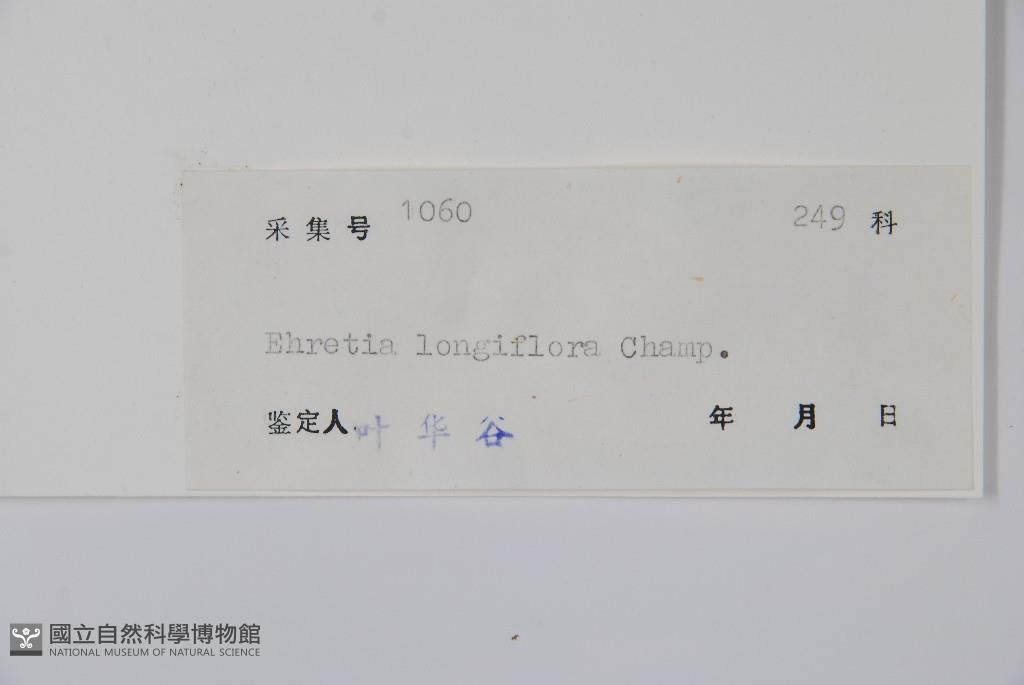 采集号 1060 249 科
Ehretia longiflora Champ.
鉴定人 叶华谷 年 月 日
國立自然科學博物館
NATIONAL MUSEUM OF NATURAL SCIENCE